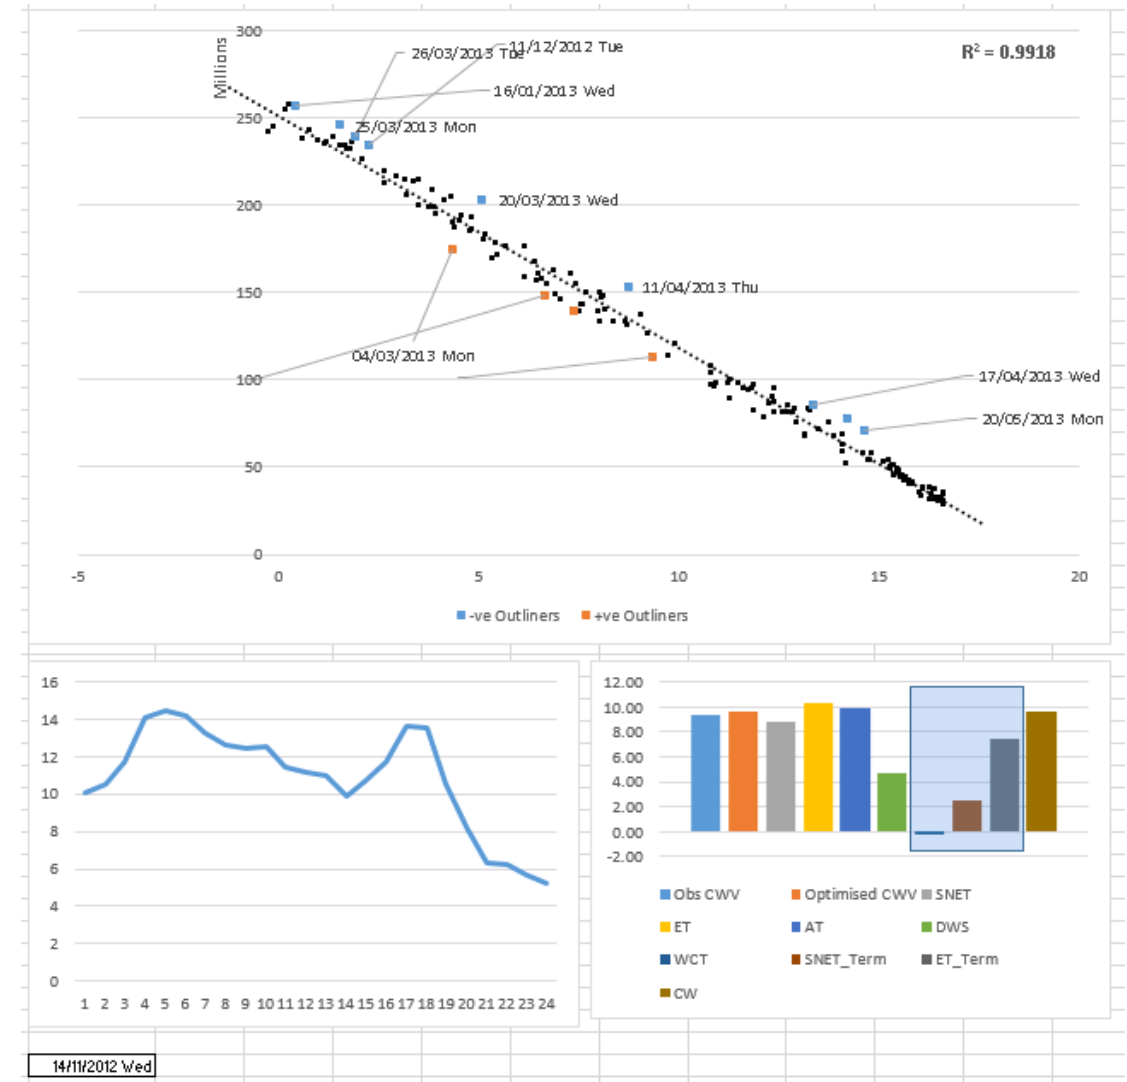 Millions
300
26/03/2013 Tue
11/12/2012 Tue
R² = 0.9918
16/01/2013 Wed
250
25/03/2013 Mon
200
20/03/2013 Wed
150
11/04/2013 Thu
04/03/2013 Mon
100
17/04/2013 Wed
20/05/2013 Mon
50
0
-5 0 5 10 15 20
-ve Outliners +ve Outliners
16
14
12
10
8
6
4
2
0
1 2 3 4 5 6 7 8 9 10 11 12 13 14 15 16 17 18 19 20 21 22 23 24
12.00
10.00
8.00
6.00
4.00
2.00
0.00
-2.00
Obs CWV Optimised CWV SNET
ET AT DWS
WCT SNET_Term ET_Term
CW
14/11/2012 Wed